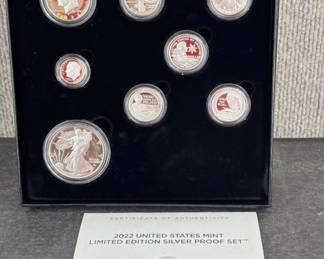 CERTIFICATE OF AUTHENTICITY
2022 UNITED STATES MINT
LIMITED EDITION SILVER PROOF SET™